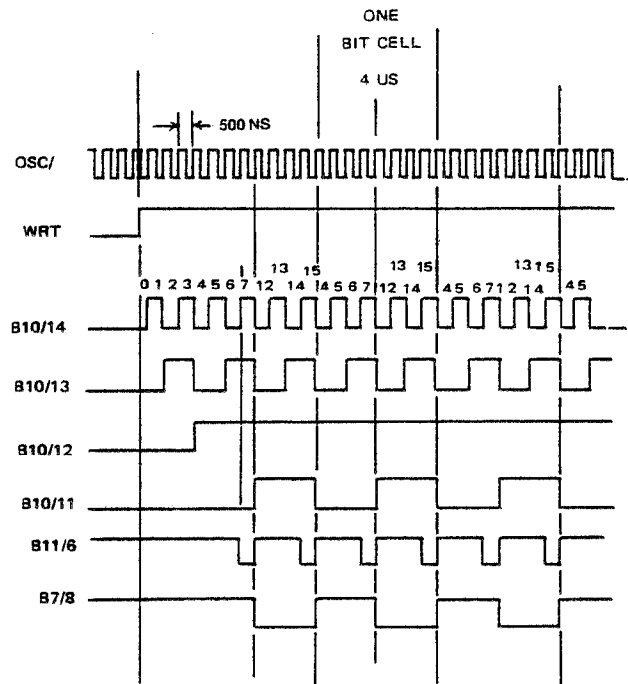 ONE
BIT CELL
4 US
500 NS
OSC/
WRT
13 15 13 15 13 15
0 1 2 3 4 5 6 7 12 14 4 5 6 7 12 14 4 5 6 7 12 14 4 5
B10/14
B10/13
B10/12
B10/11
B11/6
B7/8